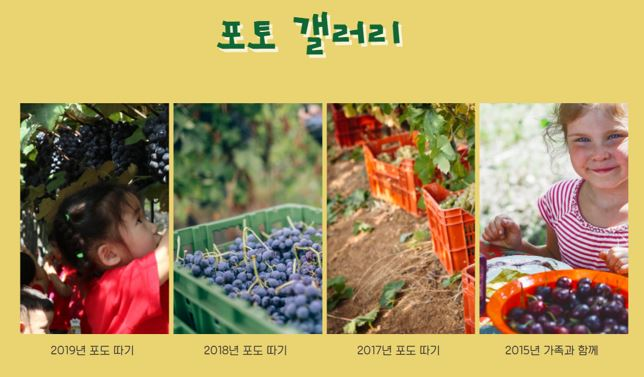 포토 갤러리
2019년 포도 따기
2018년 포도 따기
2017년 포도 따기
2015년 가족과 함께